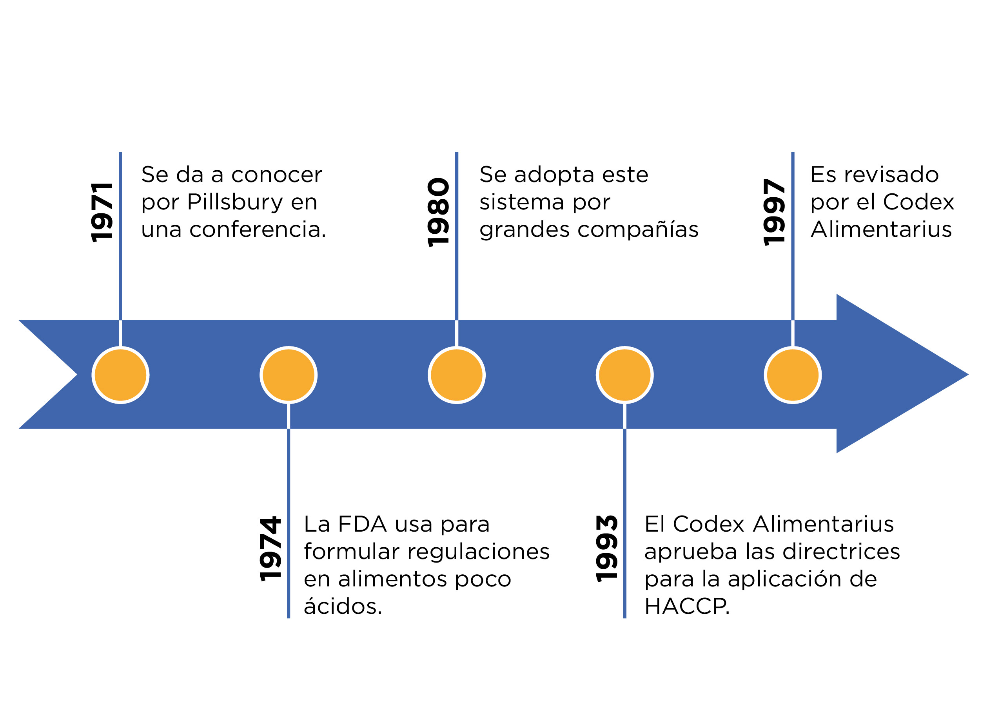 1971
Se da a conocer
por Pillsbury en
una conferencia.
1974
La FDA usa para
formular regulaciones
en alimentos poco
ácidos.
1980
Se adopta este
sistema por
grandes compañías
1993
El Codex Alimentarius
aprueba las directrices
para la aplicación de
HACCP.
1997
Es revisado
por el Codex
Alimentarius